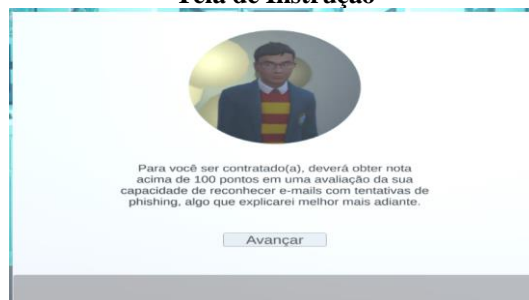 Tela de Instrução
Para você ser contratado(a), deverá obter nota
acima de 100 pontos em uma avaliação da sua
capacidade de reconhecer e-mails com tentativas de
phishing, algo que explicarei melhor mais adiante.
Avançar